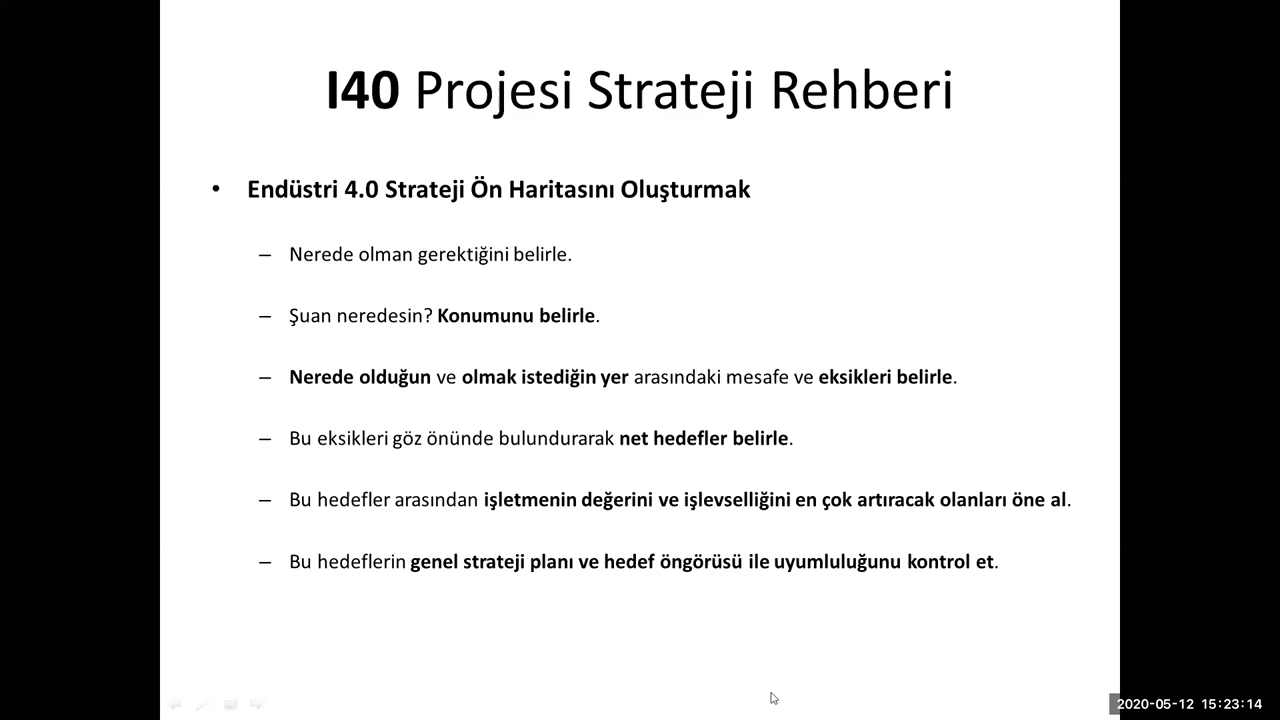 I40 Projesi Strateji Rehberi
• Endüstri 4.0 Strateji Ön Haritasını Oluşturmak
– Nerede olman gerektiğini belirle.
– Şuan neredesin? Konumunu belirle.
– Nerede olduğun ve olmak istediğin yer arasındaki mesafe ve eksikleri belirle.
– Bu eksikleri göz önünde bulundurarak net hedefler belirle.
– Bu hedefler arasından işletmenin değerini ve işlevselliğini en çok artıracak olanları öne al.
– Bu hedeflerin genel strateji planı ve hedef öngörüsü ile uyumluluğunu kontrol et.
2020-05-12 15:23:14